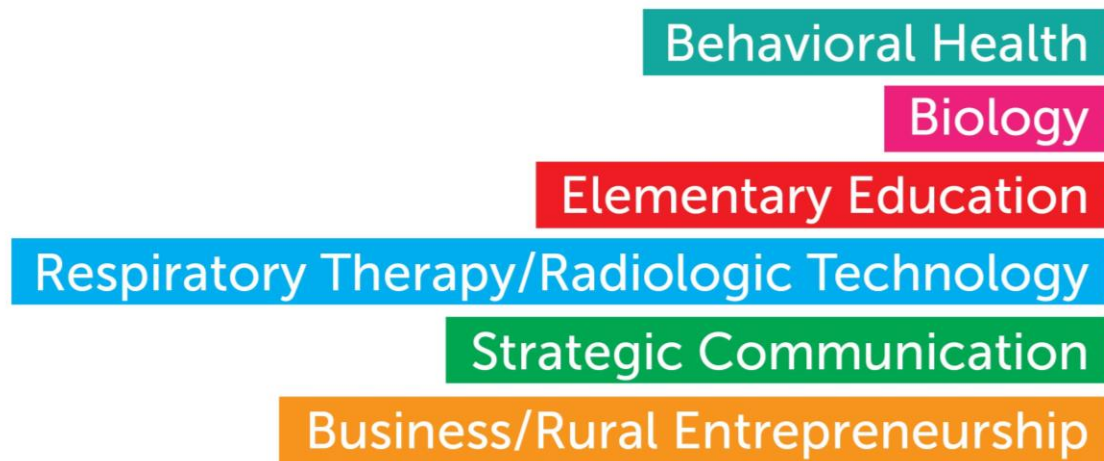 Behavioral Health
Biology
Elementary Education
Respiratory Therapy/Radiologic Technology
Strategic Communication
Business/Rural Entrepreneurship